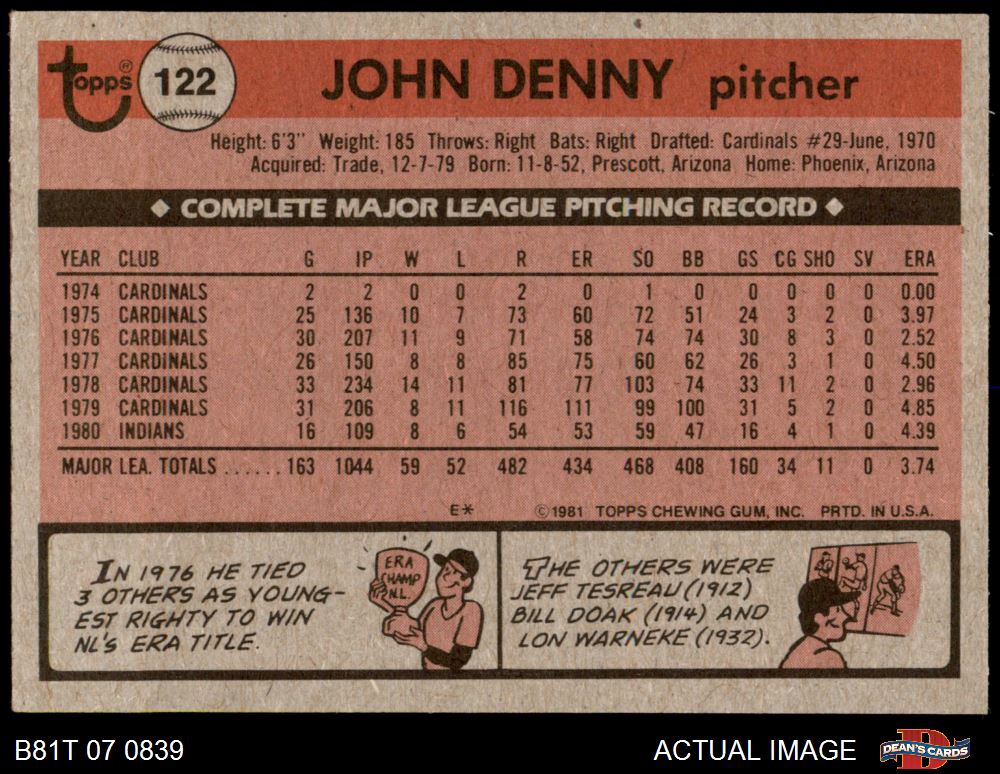 topps®
122
JOHN DENNY pitcher
Height: 6'3" Weight: 185 Throws: Right Bats: Right Drafted: Cardinals #29-June, 1970
Acquired: Trade, 12-7-79 Born: 11-8-52, Prescott, Arizona Home: Phoenix, Arizona
◆ COMPLETE MAJOR LEAGUE PITCHING RECORD ◆
YEAR CLUB G IP W L R ER SO BB GS CG SHO SV ERA
1974 CARDINALS 2 2 0 0 2 0 1 0 0 0 0 0 0.00
1975 CARDINALS 25 136 10 7 73 60 72 51 24 3 2 0 3.97
1976 CARDINALS 30 207 11 9 71 58 74 74 30 8 3 0 2.52
1977 CARDINALS 26 150 8 8 85 75 60 62 26 3 1 0 4.50
1978 CARDINALS 33 234 14 11 81 77 103 74 33 11 2 0 2.96
1979 CARDINALS 31 206 8 11 116 111 99 100 31 5 2 0 4.85
1980 INDIANS 16 109 8 6 54 53 59 47 16 4 1 0 4.39
MAJOR LEA. TOTALS ...... 163 1044 59 52 482 434 468 408 160 34 11 0 3.74
E* ©1981 TOPPS CHEWING GUM, INC. PRTD. IN U.S.A.
IN 1976 HE TIED
3 OTHERS AS YOUNG-
EST RIGHTY TO WIN
NL'S ERA TITLE.
ERA
CHAMP
N.L.
THE OTHERS WERE
JEFF TESREAU (1912)
BILL DOAK (1914) AND
LON WARNEKE (1932).
B81T 07 0839 ACTUAL IMAGE
DEAN'S CARDS